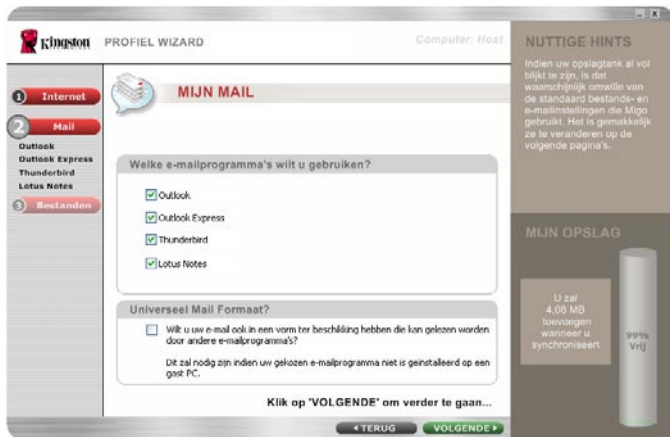 Kingston
PROFIEL WIZARD
Computer: Host
1 Internet
2 Mail
Outlook
Outlook Express
Thunderbird
Lotus Notes
3 Bestanden
MIJN MAIL
Welke e-mailprogramma's wilt u gebruiken?
Outlook
Outlook Express
Thunderbird
Lotus Notes
Universeel Mail Formaat?
Wilt u uw e-mail ook in een vorm ter beschikking hebben die kan gelezen worden
door andere e-mailprogramma's?
Dit zal nodig zijn indien uw gekozen e-mailprogramma niet is geinstalleerd op een
gast PC.
Klik op "VOLGENDE" om verder te gaan...
TERUG
VOLGENDE
NUTTIGE HINTS
Indien uw opslagtank al vol
blijkt te zijn, is dat
waarschijnlijk omwille van
de standaard bestands- en
e-mailinstellingen die Migo
gebruikt. Het is gemakkelijk
ze te veranderen op de
volgende pagina's.
MIJN OPSLAG
U zal
4,06 MB
toevoegen
wanneer u
synchroniseert
99%
Vrij